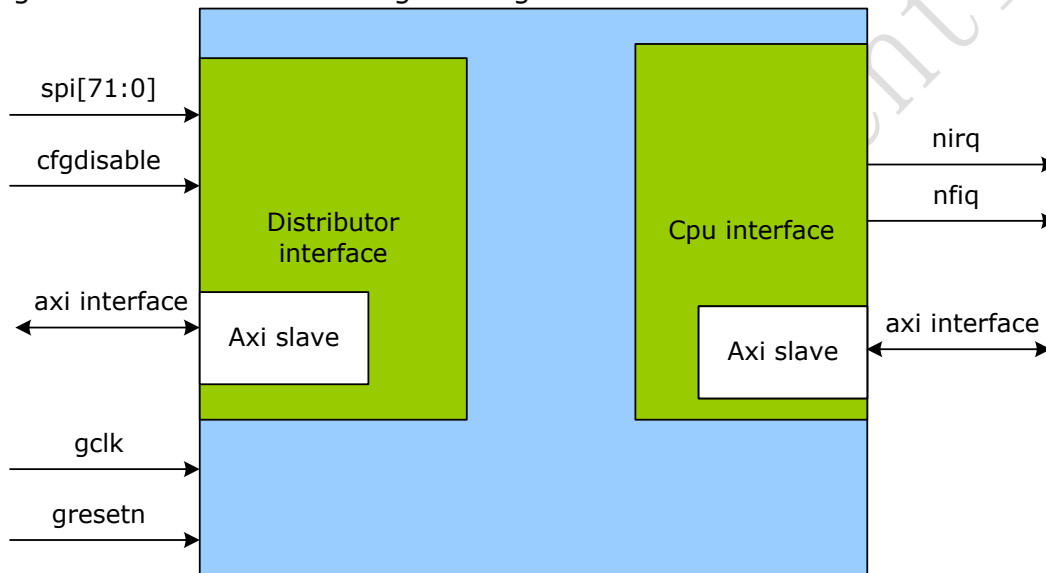 spi[71:0]
cfgdisable
Distributor
interface
axi interface
Axi slave
gclk
gresetn
nirq
nfiq
Cpu interface
Axi slave
axi interface